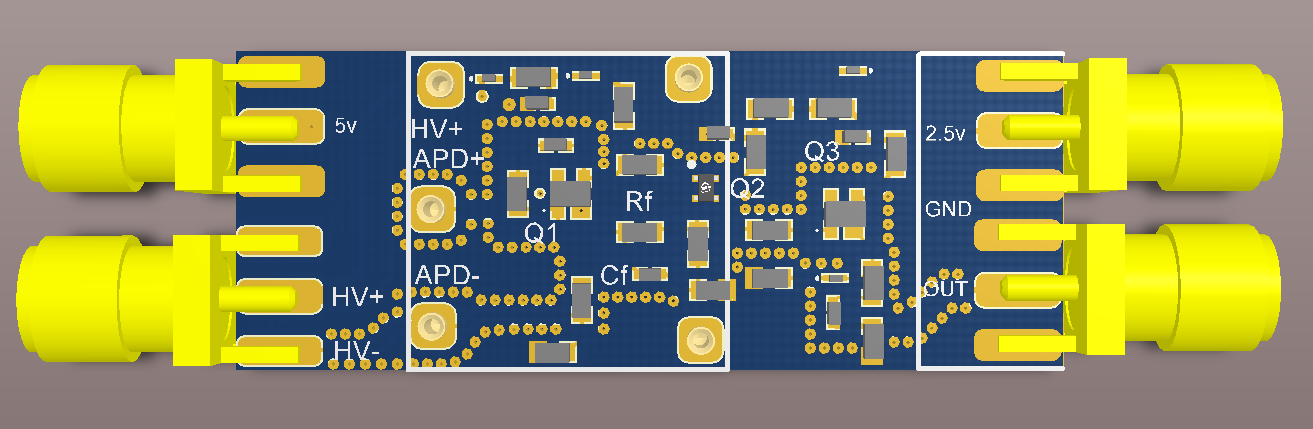 5v
HV+
HV-
HV+
APD+
APD-
Q1
Rf
Cf
Q2
Q3
2.5v
GND
OUT